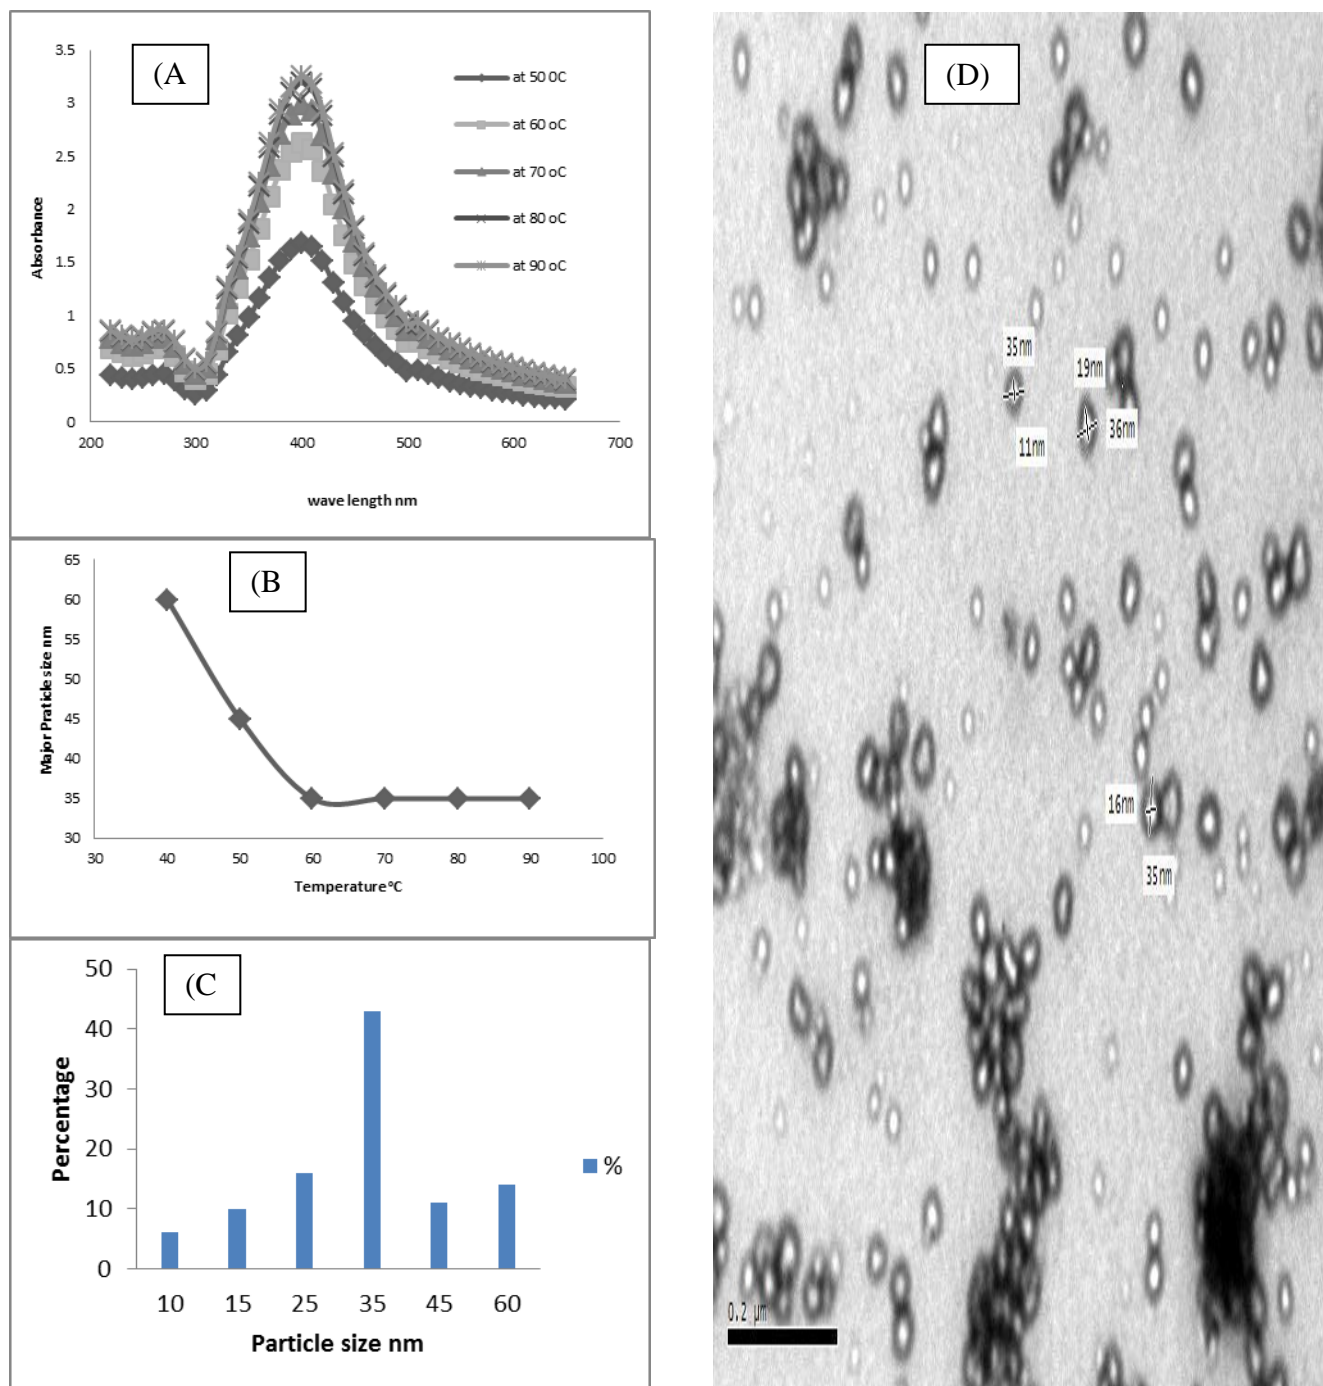 (A
3.5
3
2.5
2
1.5
1
0.5
0
200 300 400 500 600 700
Absorbance
wave length nm
at 50 0C
at 60 oC
at 70 oC
at 80 oC
at 90 oC
(B
65
60
55
50
45
40
35
30
30 40 50 60 70 80 90 100
Major Praticle size nm
Temperature°C
(C
50
40
30
20
10
0
10 15 25 35 45 60
Percentage
Particle size nm
%
(D)
35nm
19nm
36nm
11nm
16nm
35nm
0.2 µm